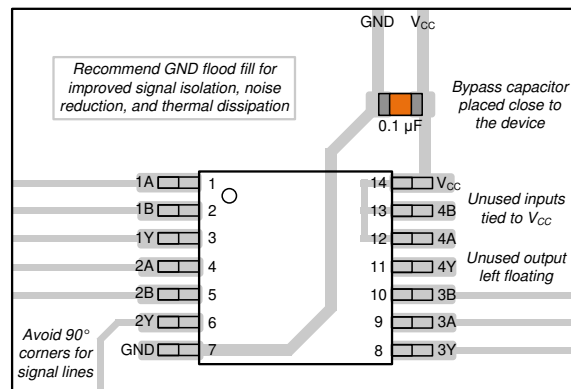 GND VCC
Recommend GND flood fill for
improved signal isolation, noise
reduction, and thermal dissipation
Bypass capacitor
placed close to
the device
0.1 µF
1A 1 14 VCC
1B 2 13 4B
1Y 3 12 4A
2A 4 11 4Y
2B 5 10 3B
2Y 6 9 3A
GND 7 8 3Y
Unused inputs
tied to VCC
Unused output
left floating
Avoid 90°
corners for
signal lines